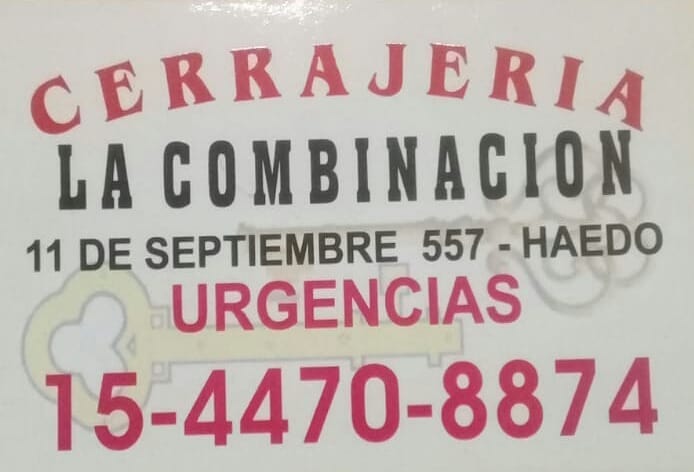 CERRAJERIA
LA COMBINACION
11 DE SEPTIEMBRE 557 - HAEDO
URGENCIAS
15-4470-8874